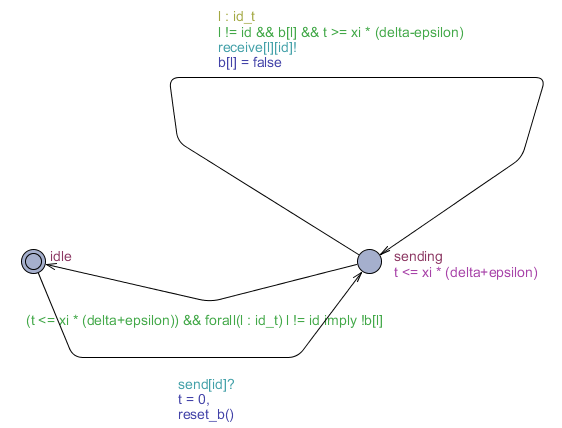 l : id_t
l != id && b[l] && t >= xi * (delta-epsilon)
receive[l][id]!
b[l] = false
idle
sending
t <= xi * (delta+epsilon)
(t <= xi * (delta+epsilon)) && forall(l : id_t) l != id imply !b[l]
send[id]?
t = 0,
reset_b()